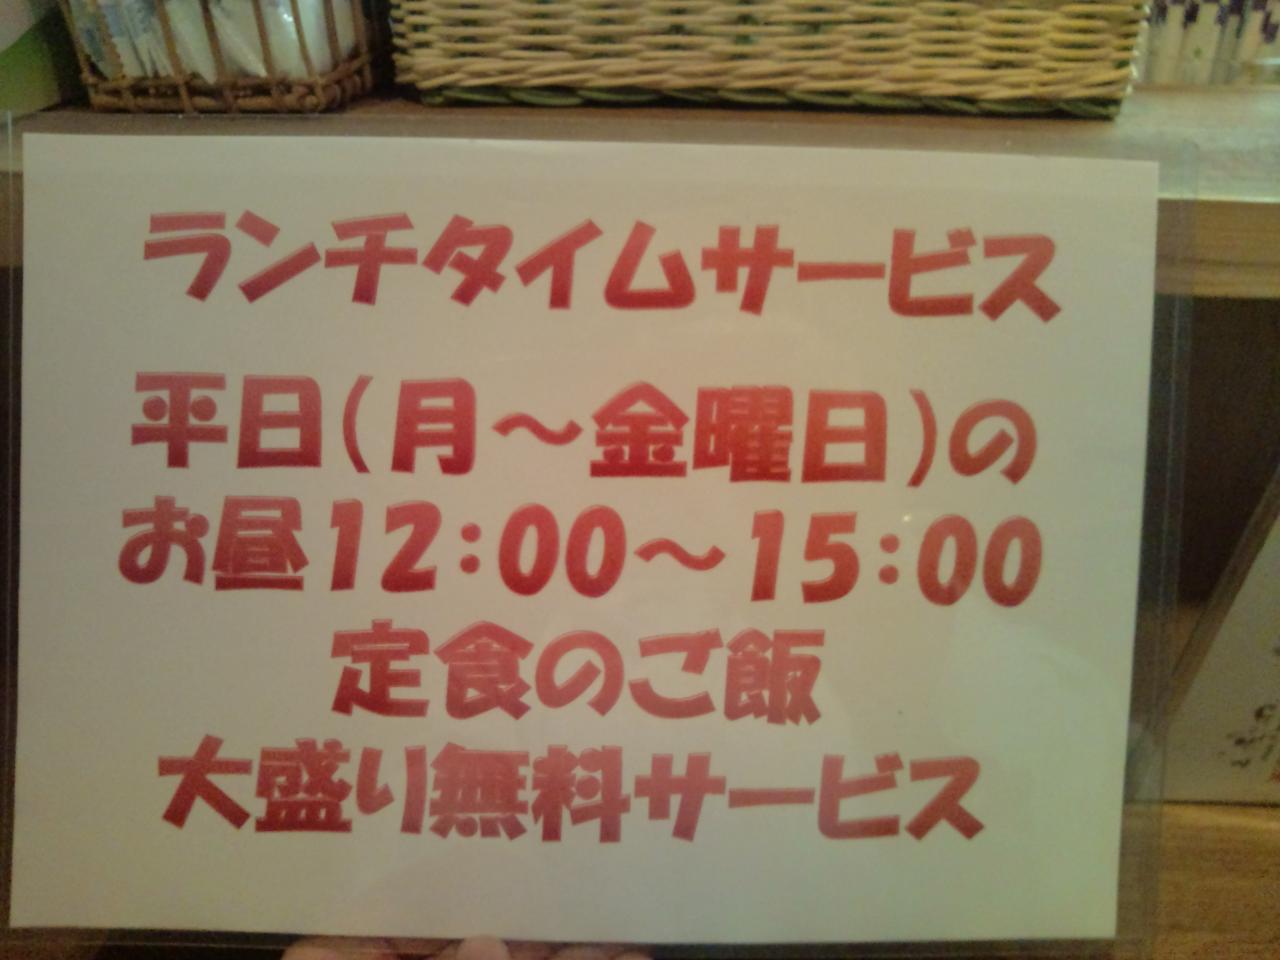 ランチタイムサービス
平日(月～金曜日)の
お昼12:00～15:00
定食のご飯
大盛り無料サービス